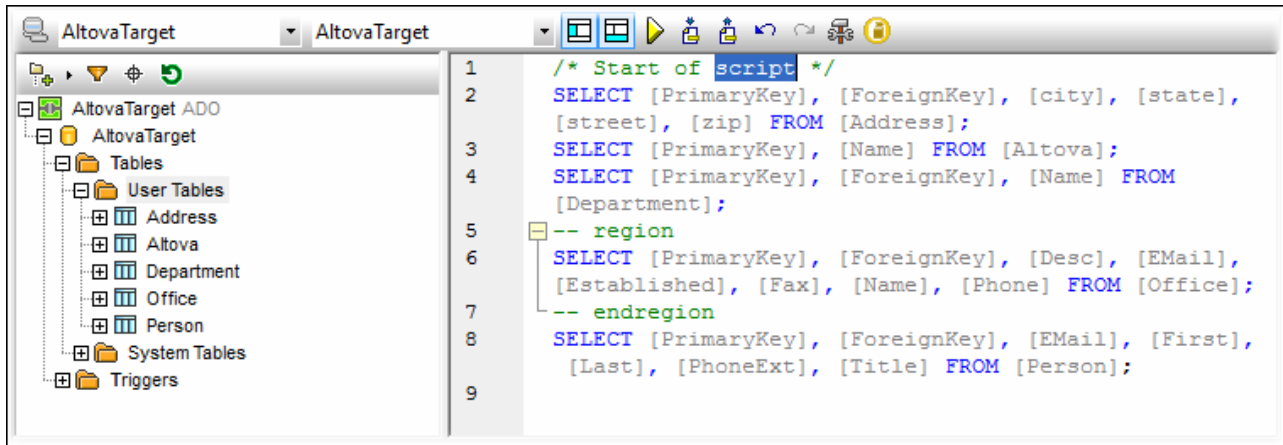 AltovaTarget AltovaTarget
AltovaTarget ADO
AltovaTarget
Tables
User Tables
Address
Altova
Department
Office
Person
System Tables
Triggers
1 /* Start of script */
2 SELECT [PrimaryKey], [ForeignKey], [city], [state],
[street], [zip] FROM [Address];
3 SELECT [PrimaryKey], [Name] FROM [Altova];
4 SELECT [PrimaryKey], [ForeignKey], [Name] FROM
[Department];
5 -- region
6 SELECT [PrimaryKey], [ForeignKey], [Desc], [EMail],
[Established], [Fax], [Name], [Phone] FROM [Office];
7 -- endregion
8 SELECT [PrimaryKey], [ForeignKey], [EMail], [First],
[Last], [PhoneExt], [Title] FROM [Person];
9